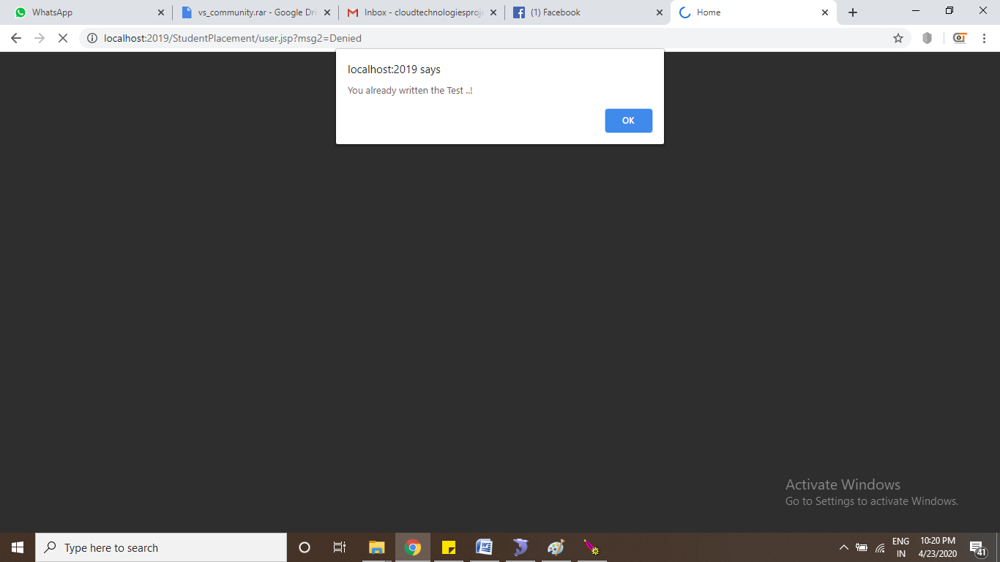 WhatsApp
vs_community.rar - Google Dri
Inbox - cloudtechnologiesproje
(1) Facebook
Home
localhost:2019/StudentPlacement/user.jsp?msg2=Denied
localhost:2019 says
You already written the Test ..!
OK
Activate Windows
Go to Settings to activate Windows.
Type here to search
ENG
IN
10:20 PM
4/23/2020
41